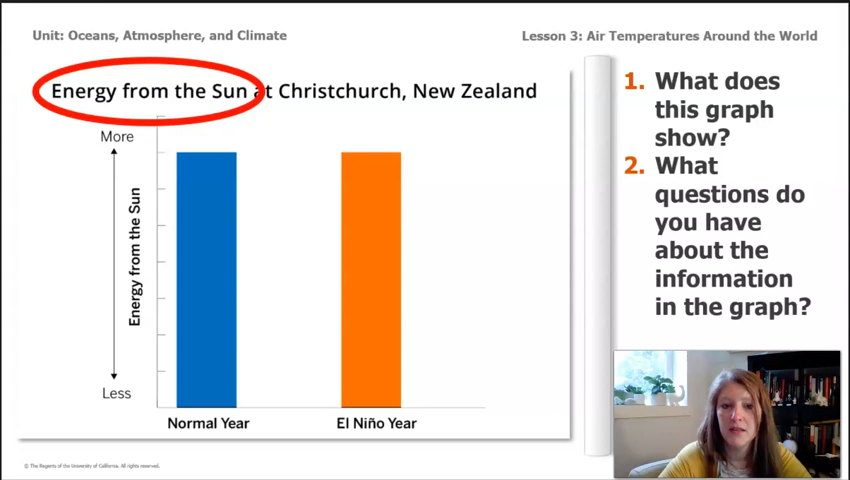 Unit: Oceans, Atmosphere, and Climate
Lesson 3: Air Temperatures Around the World
Energy from the Sun at Christchurch, New Zealand
More
Energy from the Sun
Less
Normal Year
El Niño Year
1. What does
this graph
show?
2. What
questions do
you have
about the
information
in the graph?
© The Regents of the University of California. All rights reserved.